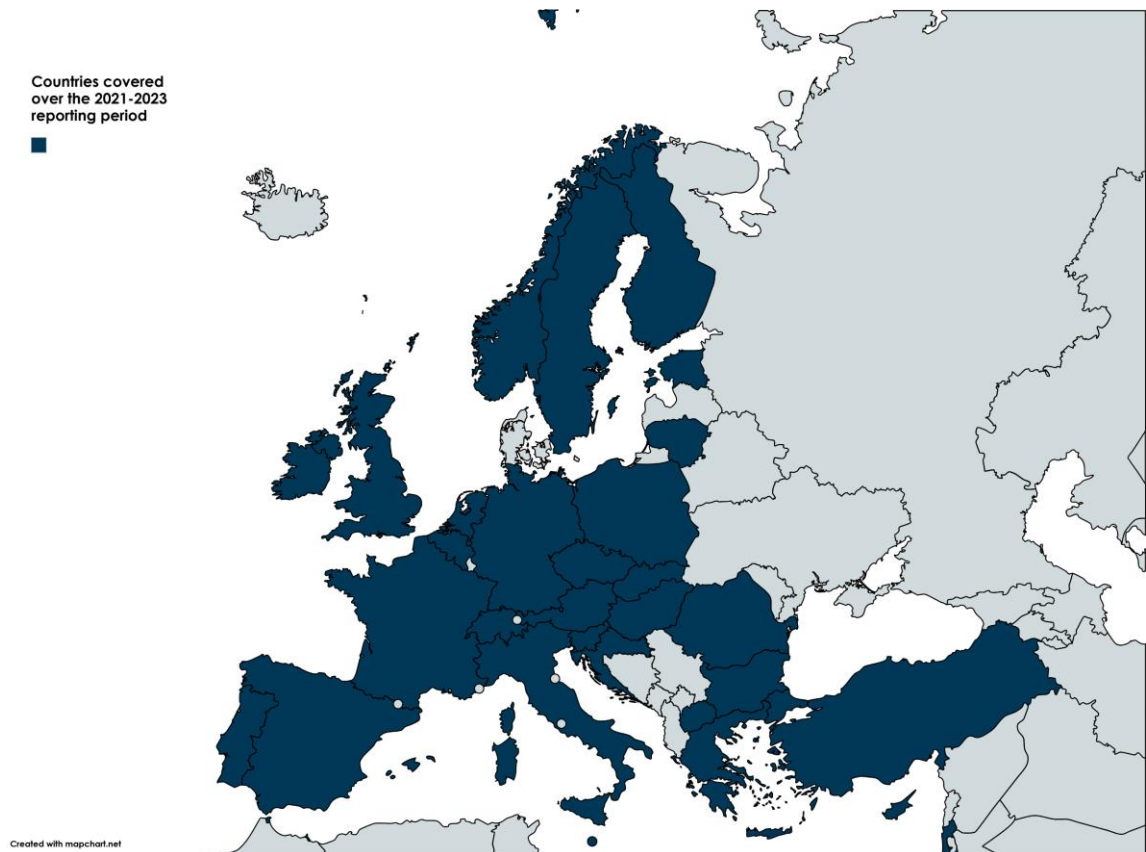 Countries covered
over the 2021-2023
reporting period
Created with mapchart.net